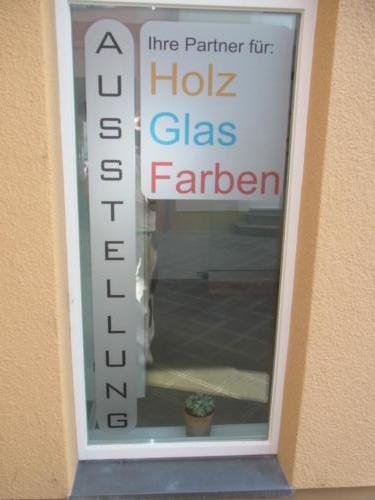 AUSSTELLUNG
Ihre Partner für:
Holz
Glas
Farben